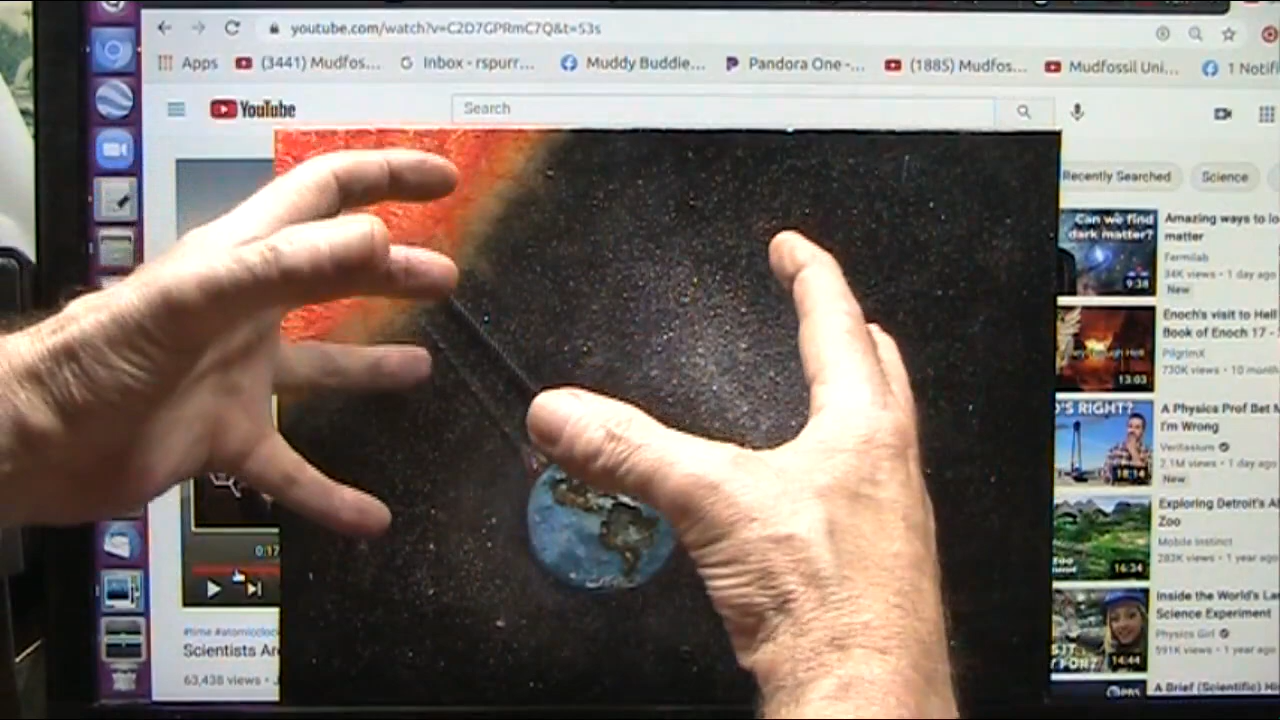 youtube.com/watch?v=C2D7GPRmC7Q&t=53s
Apps
(3441) Mudfos...
Inbox - rspurr...
Muddy Buddie...
Pandora One -...
(1885) Mudfos...
Mudfossil Uni...
1 Notifi
YouTube
Search
Recently Searched
Science
Can we find
dark matter?
9:38
Amazing ways to lo
matter
Fermilab
34K views • 1 day ago
New
13:03
Enoch's visit to Hell
Book of Enoch 17 -
PilgrimX
730K views • 10 month
O'S RIGHT?
18:14
A Physics Prof Bet M
I'm Wrong
Veritasium
2.1M views • 1 day ago
New
16:34
Exploring Detroit's A
Zoo
Mobile Instinct
283K views • 1 year ago
14:44
Inside the World's La
Science Experiment
Physics Girl
591K views • 1 year ago
PBS
A Brief (Scientific) Hi
0:17
#time #atomicclock
Scientists Are
63,438 views • J